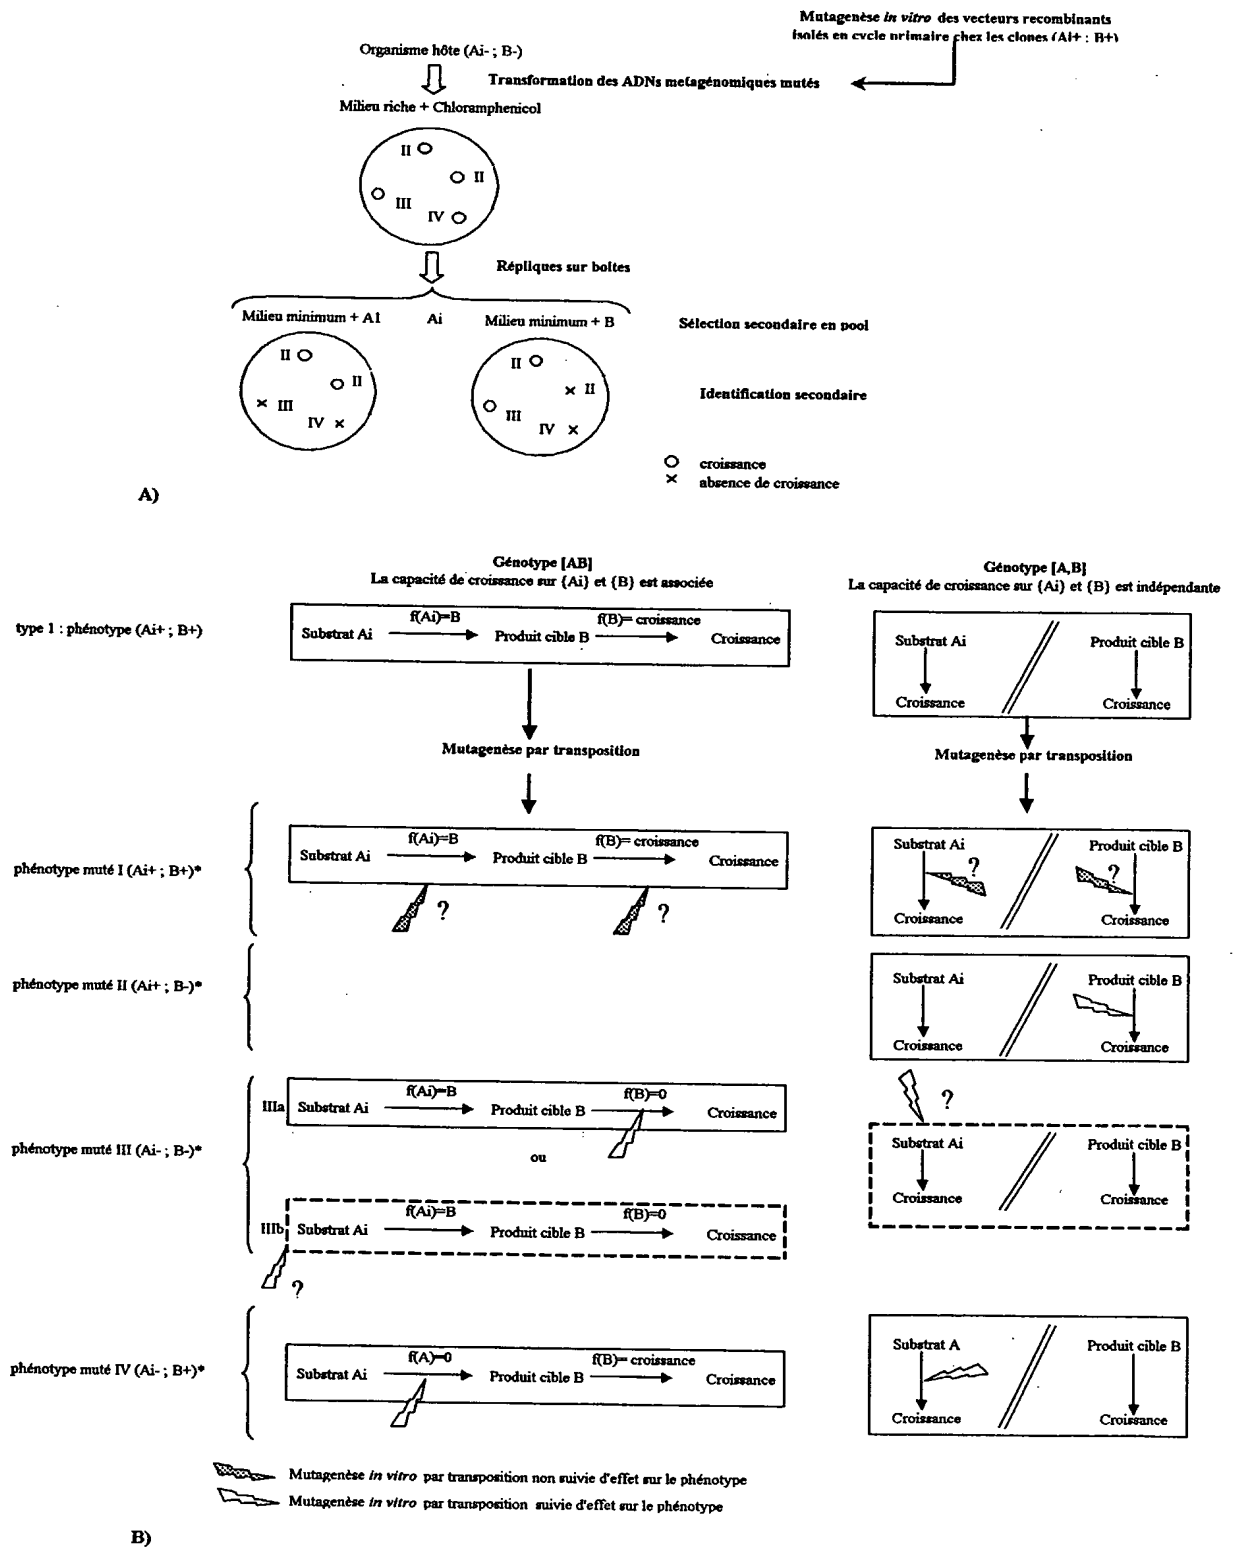 Mutagenèse in vitro des vecteurs recombinants
isolés en cycle primaire chez les clones (Ai+ ; B+)
Organisme hôte (Ai- ; B-)
Transformation des ADNs metagénomiques mutés
Milieu riche + Chloramphenicol
II
II
III
IV
Répliques sur boîtes
Milieu minimum + A1
Ai
Milieu minimum + B
Sélection secondaire en pool
II
II
III
IV
II
II
III
IV
Identification secondaire
croissance
absence de croissance
A)
Génotype [AB]
La capacité de croissance sur {Ai} et {B} est associée
Génotype [A,B]
La capacité de croissance sur {Ai} et {B} est indépendante
type 1 : phénotype (Ai+ ; B+)
f(Ai)=B
f(B)= croissance
Substrat Ai
Produit cible B
Croissance
Substrat Ai
Produit cible B
Croissance
Croissance
Mutagenèse par transposition
Mutagenèse par transposition
phénotype muté I (Ai+ ; B+)*
f(Ai)=B
f(B)= croissance
Substrat Ai
Produit cible B
Croissance
?
?
Substrat Ai
Produit cible B
?
?
Croissance
Croissance
phénotype muté II (Ai+ ; B-)*
Substrat Ai
Produit cible B
Croissance
Croissance
phénotype muté III (Ai- ; B-)*
IIIa
f(Ai)=B
f(B)=0
Substrat Ai
Produit cible B
Croissance
ou
IIIb
f(Ai)=B
f(B)=0
Substrat Ai
Produit cible B
Croissance
?
?
Substrat Ai
Produit cible B
Croissance
Croissance
phénotype muté IV (Ai- ; B+)*
f(A)=0
f(B)= croissance
Substrat Ai
Produit cible B
Croissance
Substrat A
Produit cible B
Croissance
Croissance
Mutagenèse in vitro par transposition non suivie d'effet sur le phénotype
Mutagenèse in vitro par transposition suivie d'effet sur le phénotype
B)